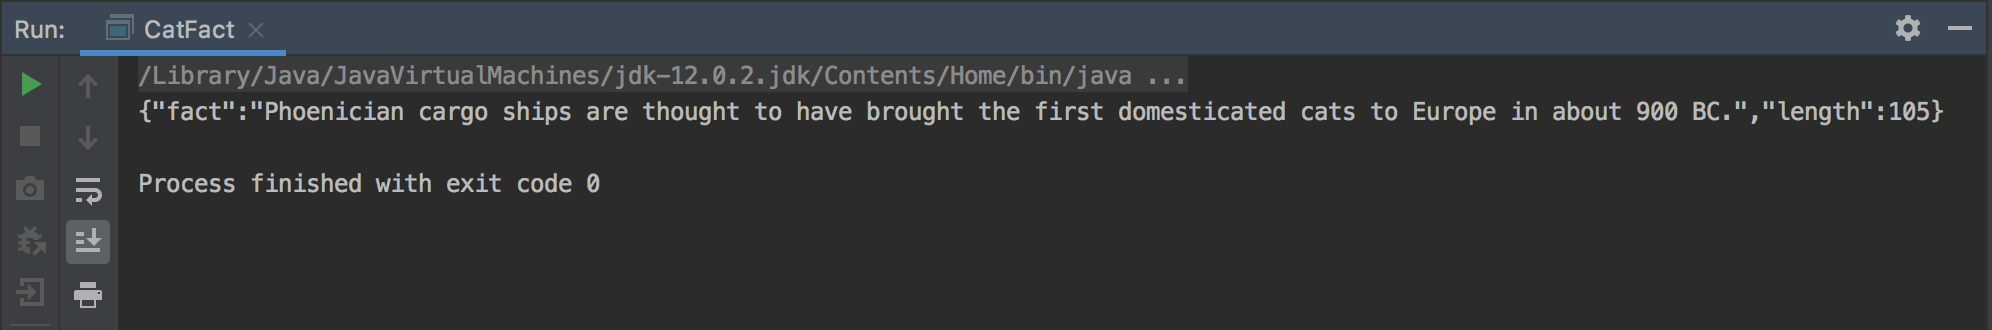 Run: CatFact
/Library/Java/JavaVirtualMachines/jdk-12.0.2.jdk/Contents/Home/bin/java ...
{"fact":"Phoenician cargo ships are thought to have brought the first domesticated cats to Europe in about 900 BC.","length":105}
Process finished with exit code 0